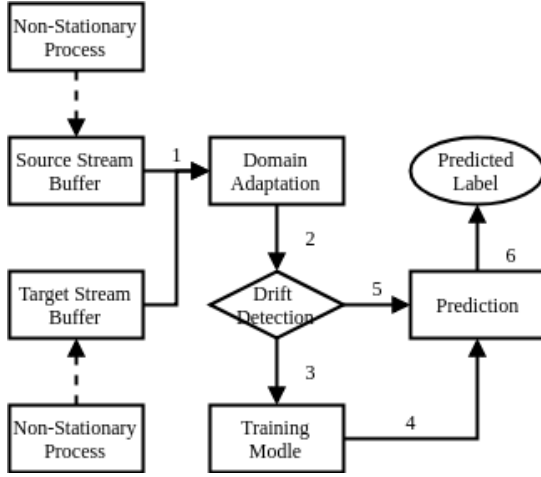 Non-Stationary
Process
Source Stream
Buffer
1
Domain
Adaptation
Predicted
Label
2
6
Target Stream
Buffer
Drift
Detection
5
Prediction
3
Non-Stationary
Process
Training
Modle
4